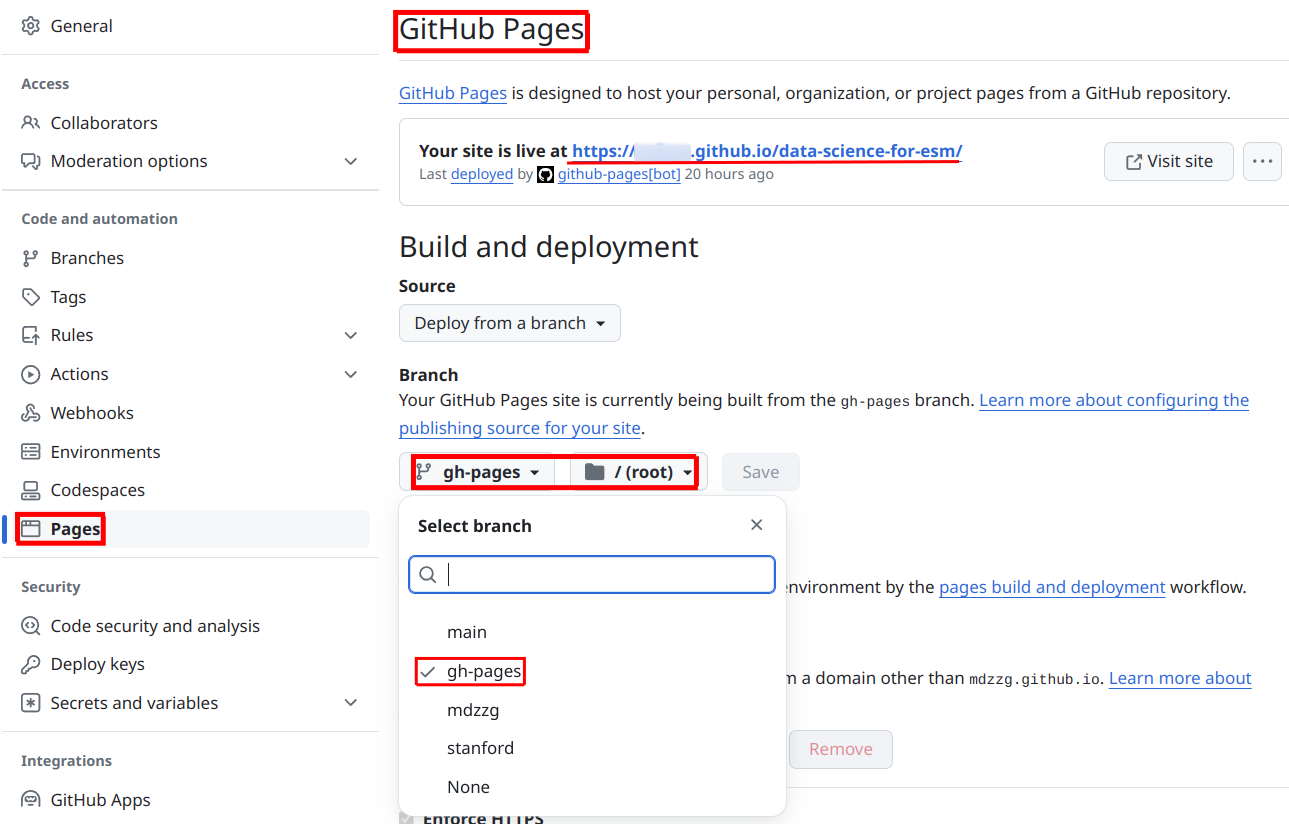 General
Access
Collaborators
Moderation options
Code and automation
Branches
Tags
Rules
Actions
Webhooks
Environments
Codespaces
Pages
Security
Code security and analysis
Deploy keys
Secrets and variables
Integrations
GitHub Apps
GitHub Pages
GitHub Pages is designed to host your personal, organization, or project pages from a GitHub repository.
Your site is live at https://.github.io/data-science-for-esm/
Last deployed by github-pages[bot] 20 hours ago
Visit site
Build and deployment
Source
Deploy from a branch
Branch
Your GitHub Pages site is currently being built from the gh-pages branch. Learn more about configuring the
publishing source for your site.
gh-pages / (root) Save
Select branch
main
gh-pages
mdzzg
stanford
None
nvironment by the pages build and deployment workflow.
m a domain other than mdzzg.github.io. Learn more about
Remove
Enforce HTTPS